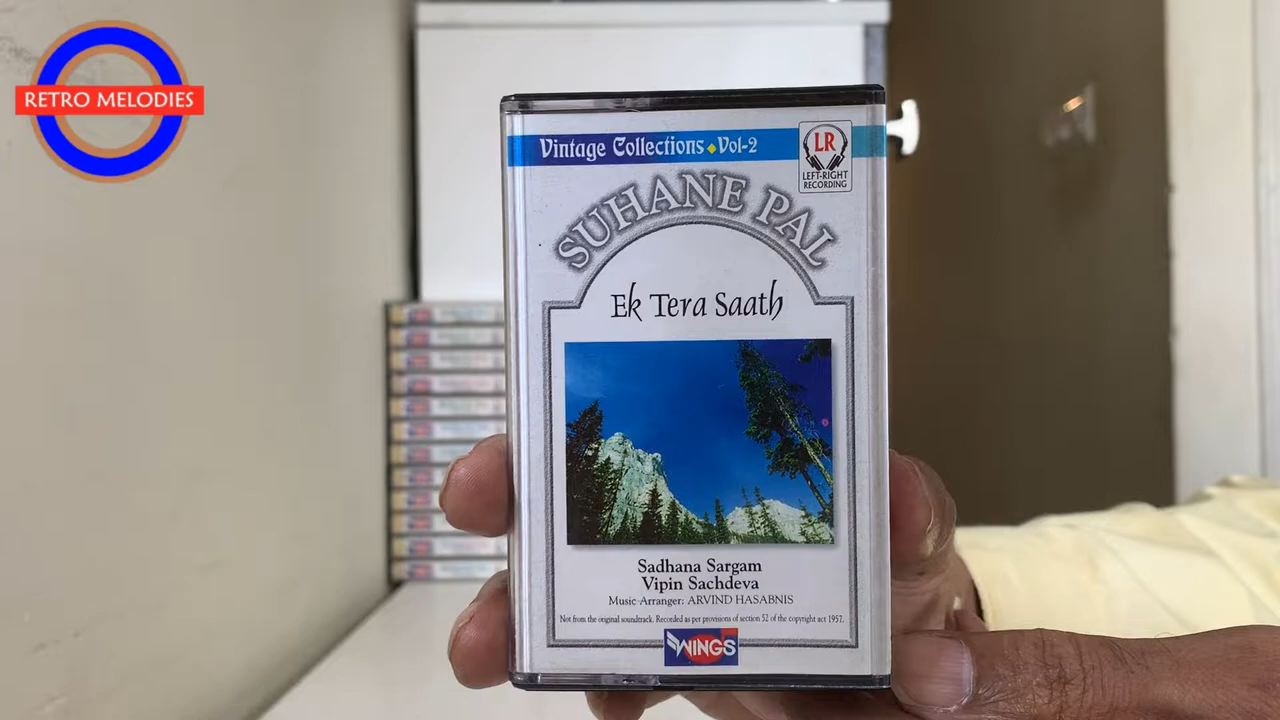 RETRO MELODIES
Vintage Collections Vol-2
LR
LEFT-RIGHT
RECORDING
SUHANE PAL
Ek Tera Saath
Sadhana Sargam
Vipin Sachdeva
Music Arranger: ARVIND HASABNIS
Not from the original soundtrack. Recorded as per provisions of section 52 of the copyright act 1957.
WINGS